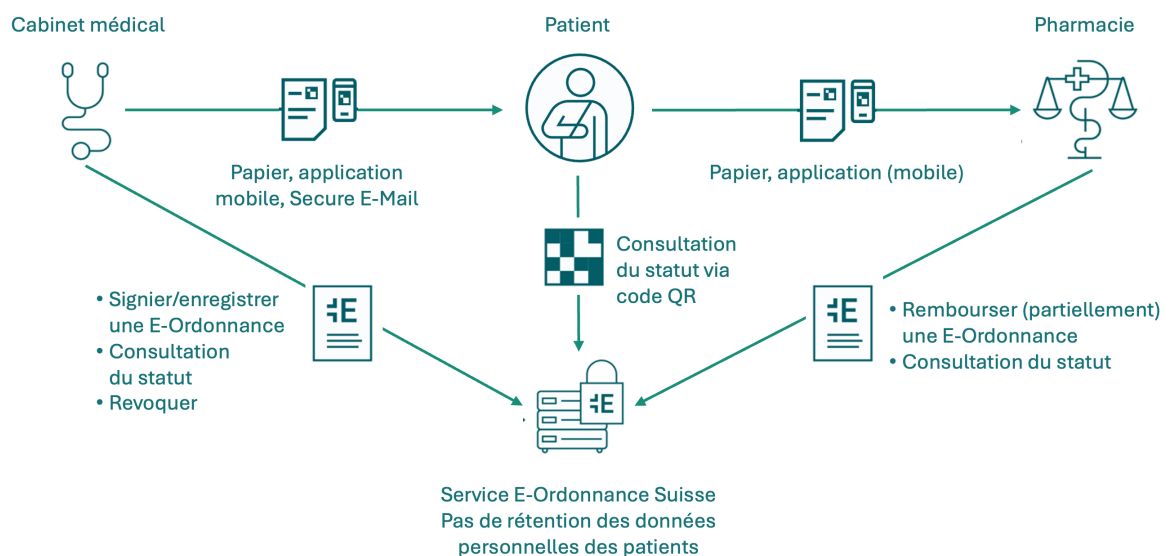 Cabinet médical
Patient
Pharmacie
Papier, application
mobile, Secure E-Mail
Papier, application (mobile)
Consultation
du statut via
code QR
• Signier/enregistrer
une E-Ordonnance
• Consultation
du statut
• Revoquer
E
E
• Rembourser (partiellement)
une E-Ordonnance
• Consultation du statut
E
Service E-Ordonnance Suisse
Pas de rétention des données
personnelles des patients